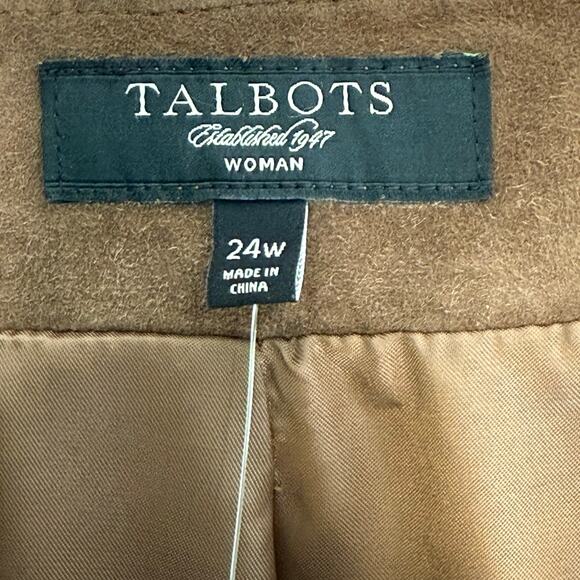 TALBOTS
Established 1947
WOMAN
24W
MADE IN
CHINA